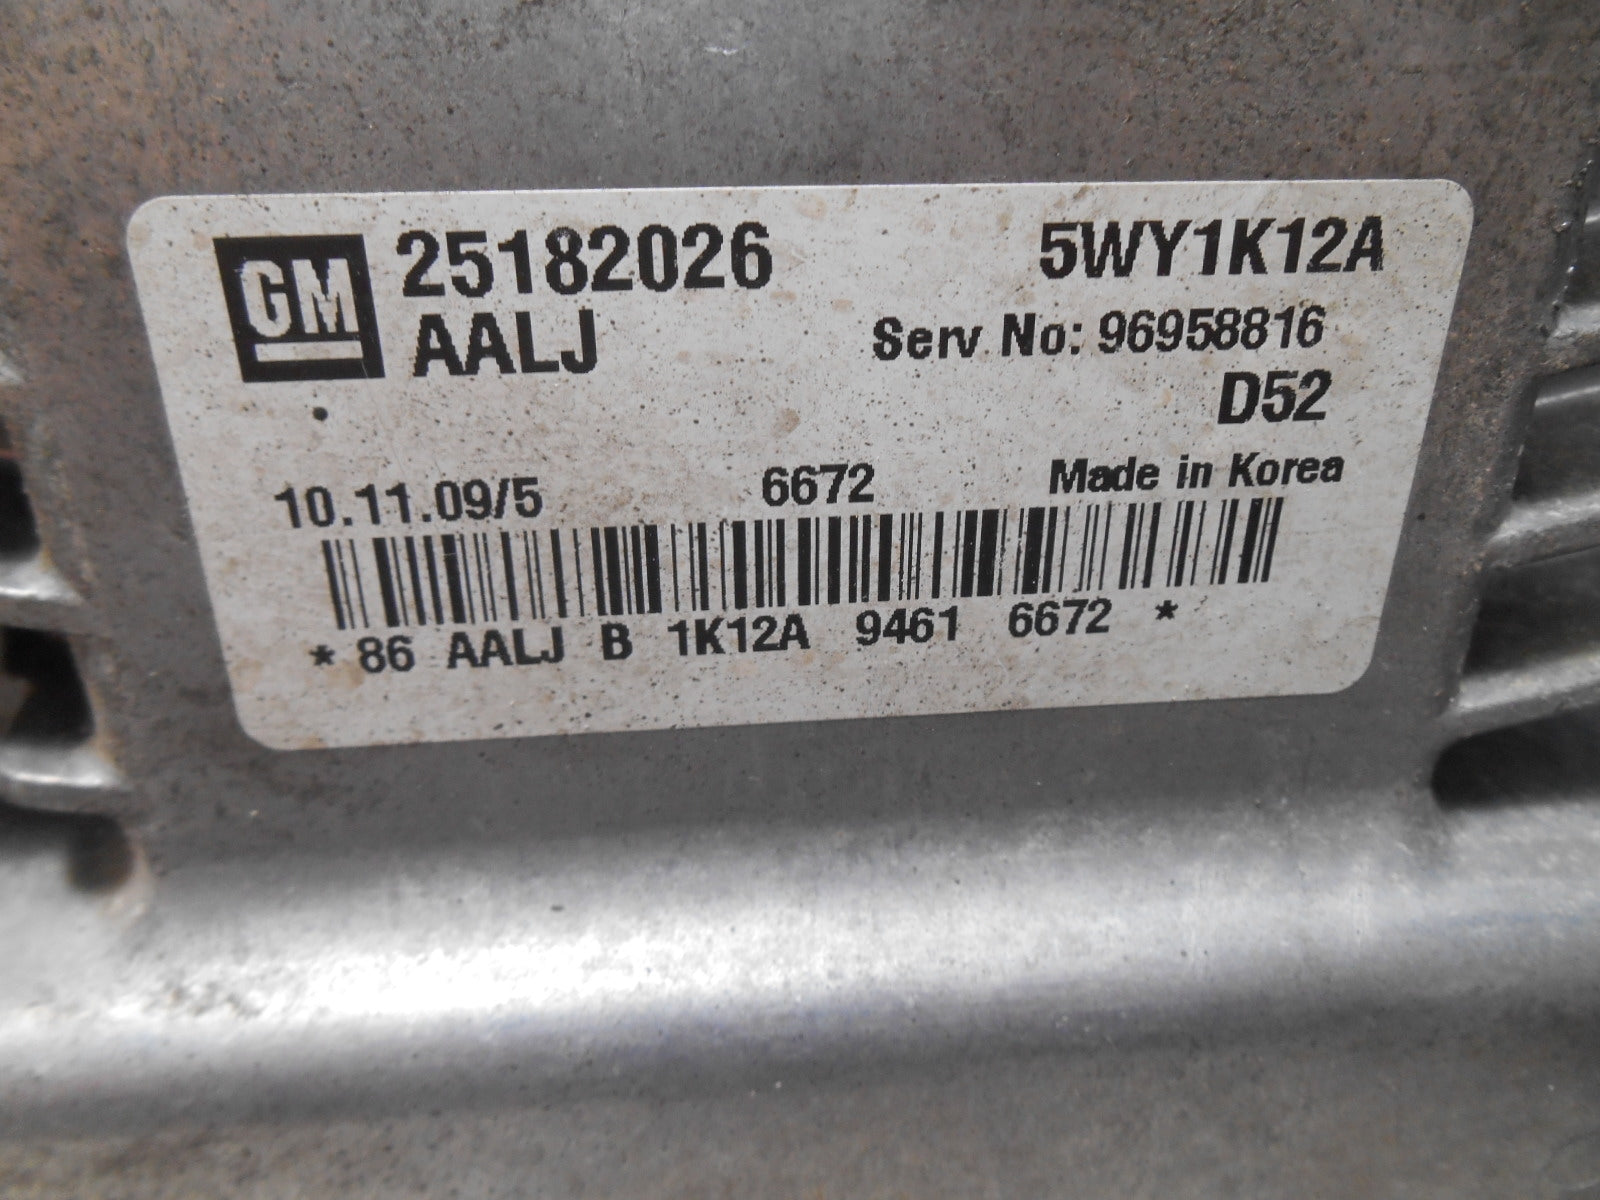 GM 25182026 5WY1K12A
AALJ Serv No: 96958816
D52
10.11.09/5 6672 Made in Korea
* 86 AALJ B 1K12A 9461 6672 *